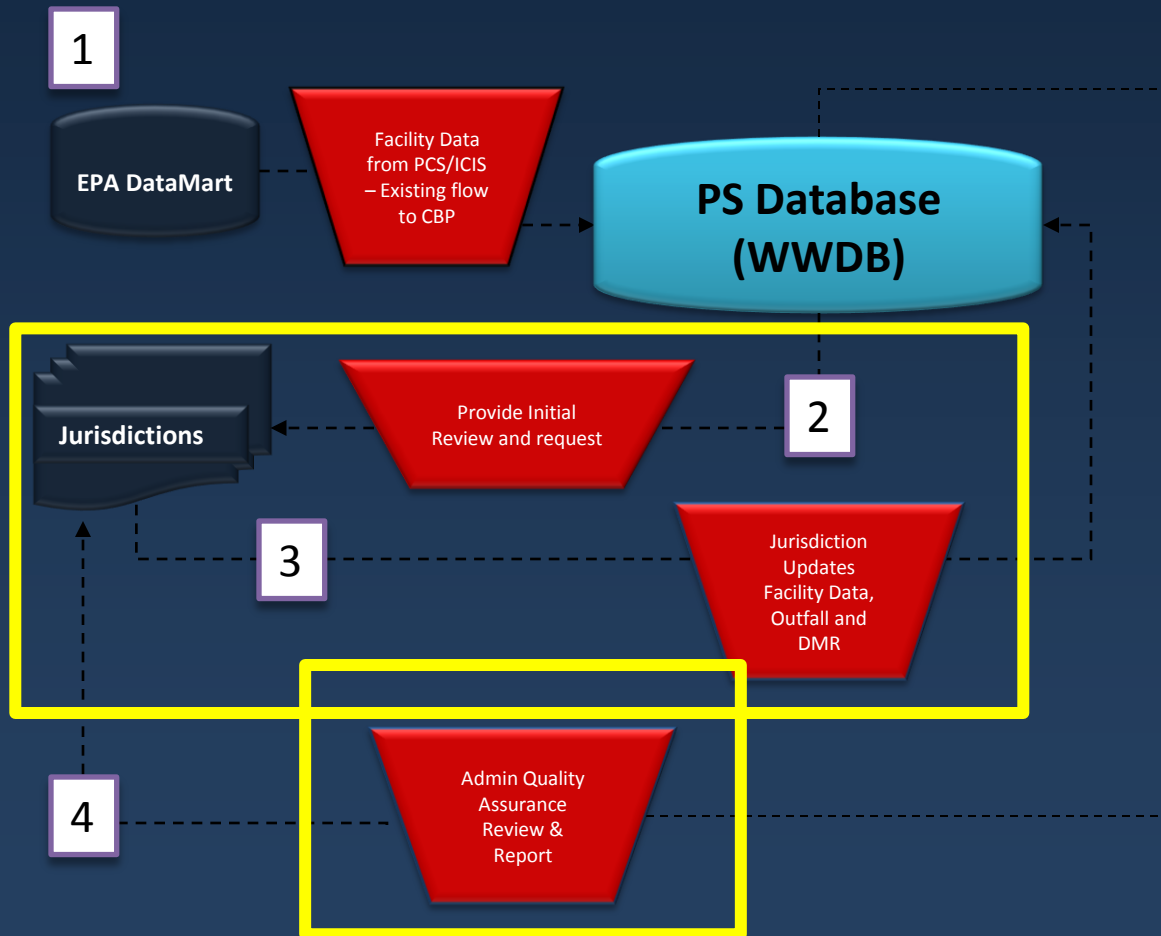 1
EPA DataMart
Facility Data
from PCS/ICIS
– Existing flow
to CBP
PS Database
(WWDB)
Jurisdictions
Provide Initial
Review and request
2
3
Jurisdiction
Updates
Facility Data,
Outfall and
DMR
4
Admin Quality
Assurance
Review &
Report